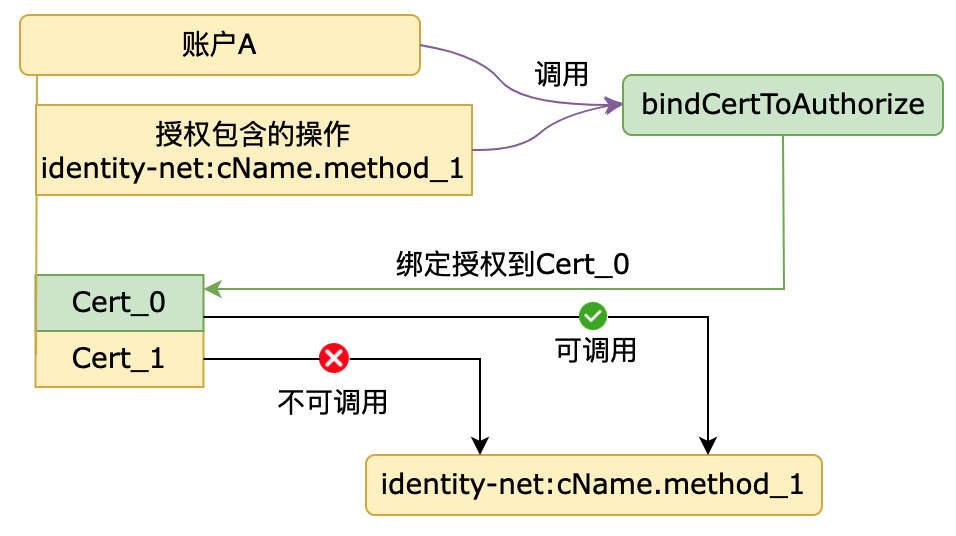 账户A
调用
bindCertToAuthorize
授权包含的操作
identity-net:cName.method_1
绑定授权到Cert_0
Cert_0
可调用
Cert_1
不可调用
identity-net:cName.method_1